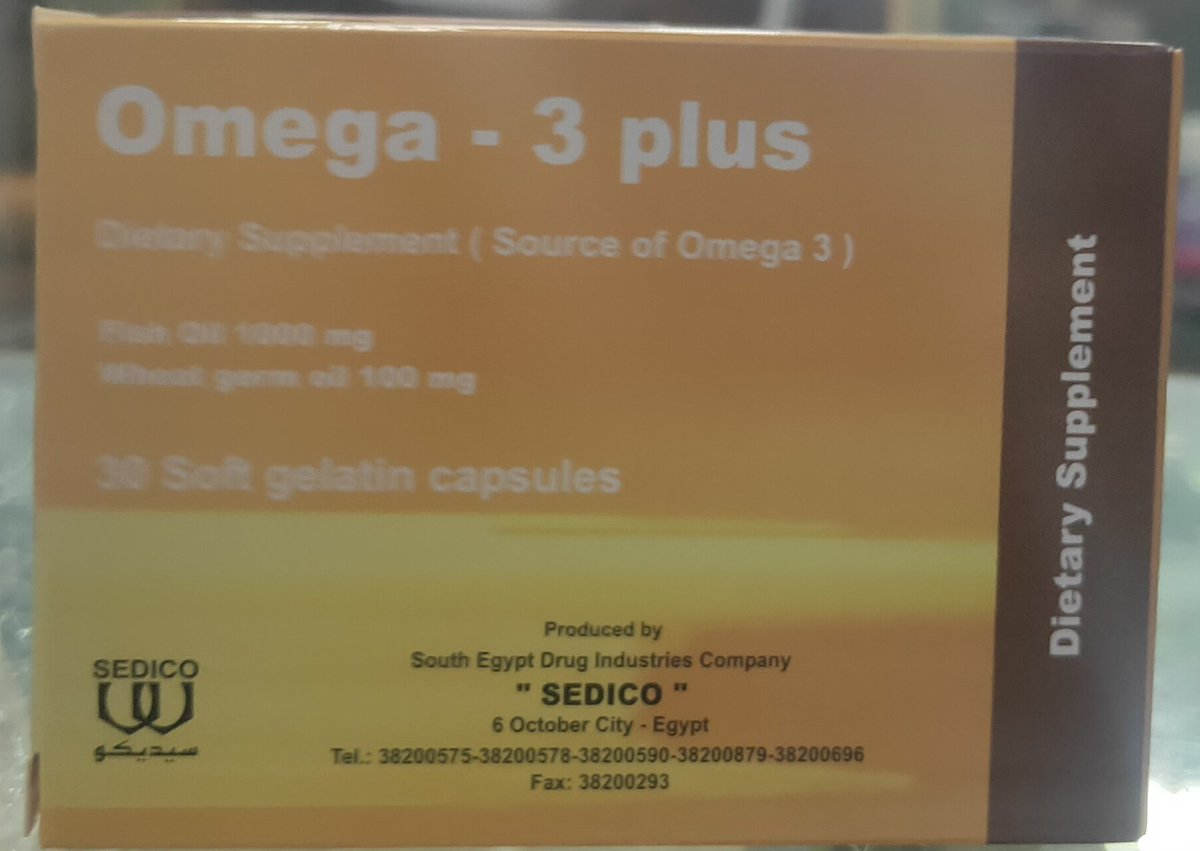 Omega - 3 plus
Dietary Supplement ( Source of Omega 3 )
Fish Oil 1000 mg
Wheat germ oil 100 mg
30 Soft gelatin capsules
Dietary Supplement
SEDICO
سيديكو
Produced by
South Egypt Drug Industries Company
" SEDICO "
6 October City - Egypt
Tel.: 38200575-38200578-38200590-38200879-38200696
Fax: 38200293